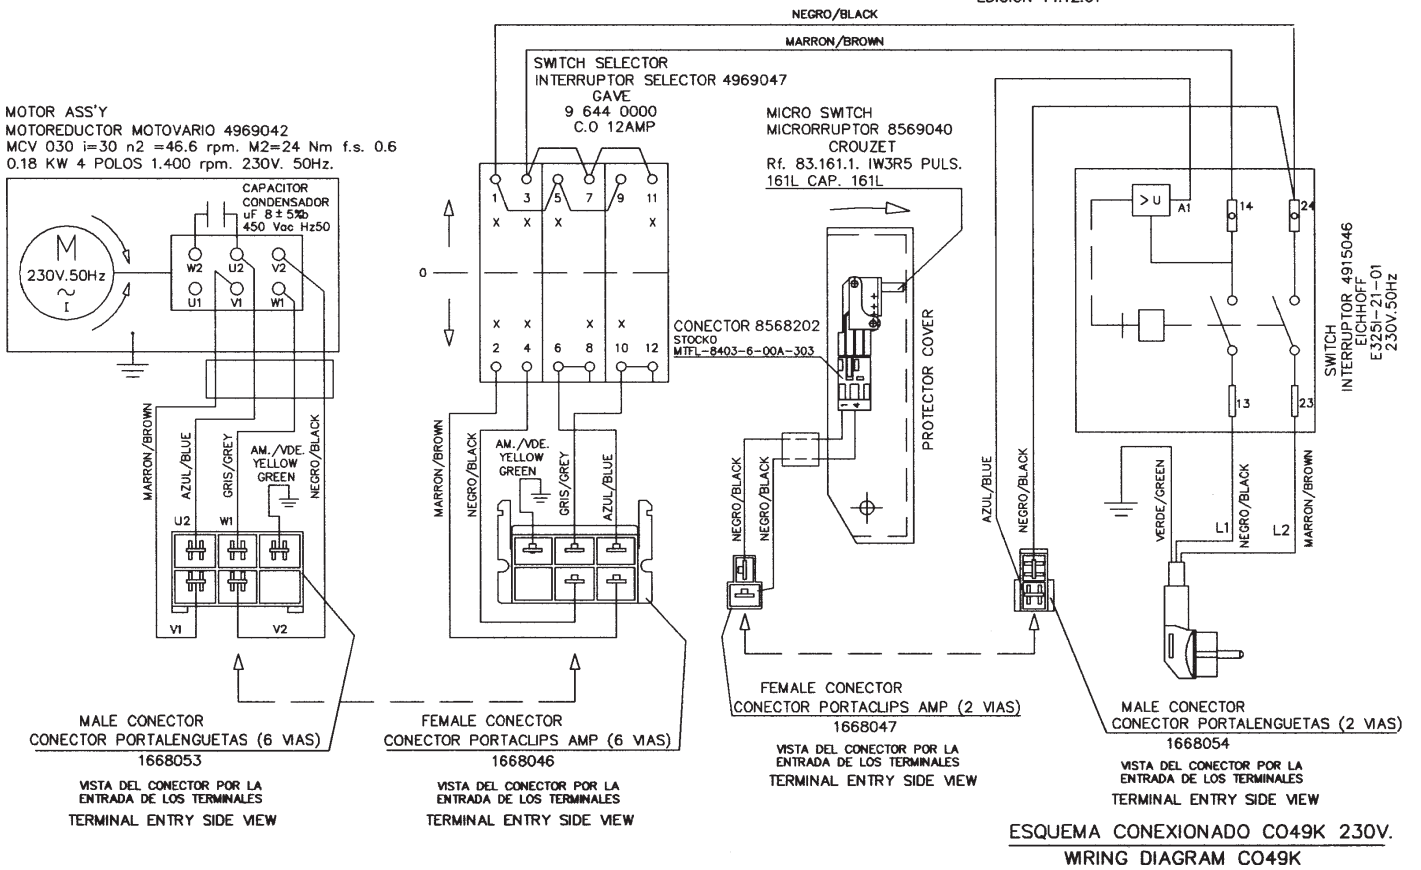 NEGRO/BLACK
MARRON/BROWN
SWITCH SELECTOR
INTERRUPTOR SELECTOR 4969047
GAVE
9 644 0000
C.O 12AMP
MOTOR ASS'Y
MOTOREDUCTOR MOTOVARIO 4969042
MCV 030 i=30 n2 =46.6 rpm. M2=24 Nm f.s. 0.6
0.18 KW 4 POLOS 1.400 rpm. 230V. 50Hz.
MICRO SWITCH
MICRORRUPTOR 8569040
CROUZET
Rf. 83.161.1. IW3R5 PULS.
161L CAP. 161L
CAPACITOR
CONDENSADOR
uF 8±5%
450 Vac Hz50
M
230V.50Hz
~
I
W2 U2 V2
U1 V1 W1
1 3 5 7 9 11
X X X X
0
X X X X
2 4 6 8 10 12
CONECTOR 8568202
STOCKO
MTFL-8403-6-00A-303
1 4
PROTECTOR COVER
>U
A1
14
24
13
23
SWITCH
INTERRUPTOR 4915046
EICHHOFF
E325I-21-01
230V.50Hz
MARRON/BROWN
AZUL/BLUE
GRIS/GREY
AM./VDE.
YELLOW
GREEN
NEGRO/BLACK
U2 W1
V1 V2
MARRON/BROWN
NEGRO/BLACK
AM./VDE.
YELLOW
GREEN
GRIS/GREY
AZUL/BLUE
NEGRO/BLACK
NEGRO/BLACK
AZUL/BLUE
NEGRO/BLACK
VERDE/GREEN
L1
NEGRO/BLACK
L2
MARRON/BROWN
MALE CONECTOR
CONECTOR PORTALENGUETAS (6 VIAS)
1668053
VISTA DEL CONECTOR POR LA
ENTRADA DE LOS TERMINALES
TERMINAL ENTRY SIDE VIEW
FEMALE CONECTOR
CONECTOR PORTACLIPS AMP (6 VIAS)
1668046
VISTA DEL CONECTOR POR LA
ENTRADA DE LOS TERMINALES
TERMINAL ENTRY SIDE VIEW
FEMALE CONECTOR
CONECTOR PORTACLIPS AMP (2 VIAS)
1668047
VISTA DEL CONECTOR POR LA
ENTRADA DE LOS TERMINALES
TERMINAL ENTRY SIDE VIEW
MALE CONECTOR
CONECTOR PORTALENGUETAS (2 VIAS)
1668054
VISTA DEL CONECTOR POR LA
ENTRADA DE LOS TERMINALES
TERMINAL ENTRY SIDE VIEW
ESQUEMA CONEXIONADO CO49K 230V.
WIRING DIAGRAM CO49K